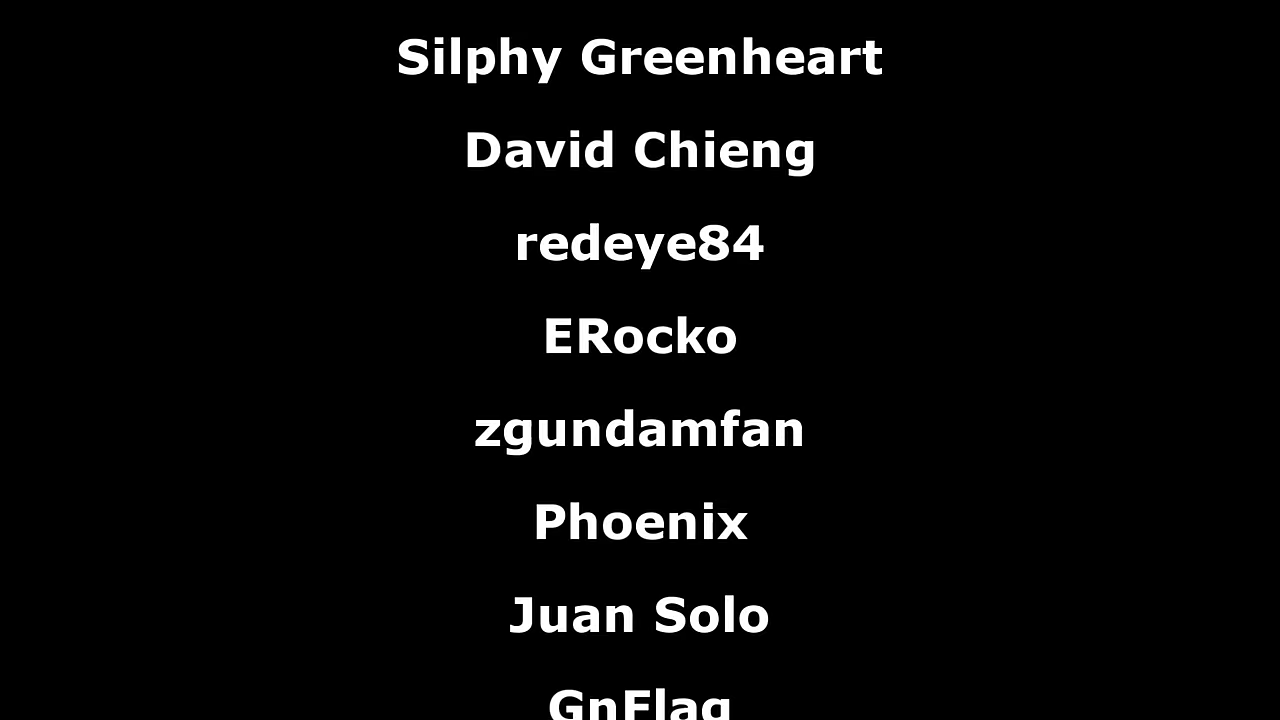 Silphy Greenheart
David Chieng
redeye84
ERocko
zgundamfan
Phoenix
Juan Solo